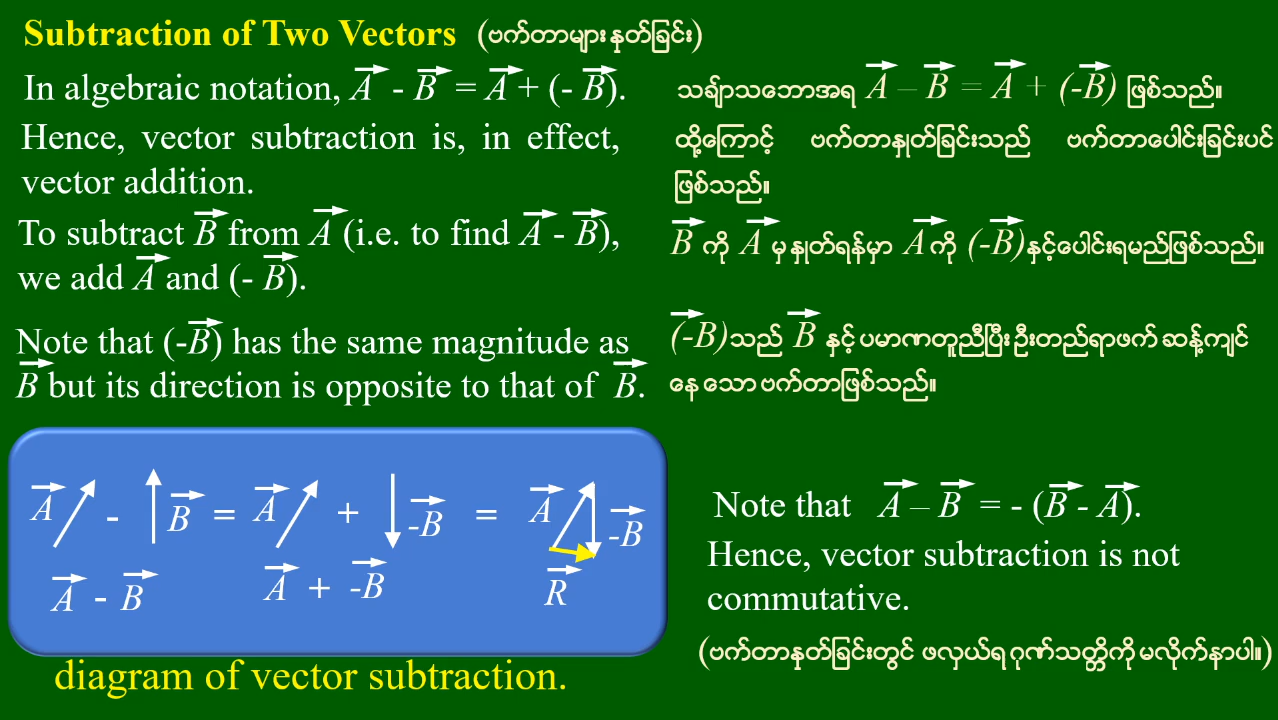 Subtraction of Two Vectors (ဗက်တာများ နှုတ်ခြင်း)
In algebraic notation, A⃗ - B⃗ = A⃗ + (- B⃗).
Hence, vector subtraction is, in effect,
vector addition.
To subtract B⃗ from A⃗ (i.e. to find A⃗ - B⃗),
we add A⃗ and (- B⃗).
Note that (-B⃗) has the same magnitude as
B⃗ but its direction is opposite to that of B⃗.
သင်္ချာသဘောအရ A⃗ – B⃗ = A⃗ + (-B⃗) ဖြစ်သည်။
ထို့ကြောင့် ဗက်တာနှုတ်ခြင်းသည် ဗက်တာပေါင်းခြင်းပင်
ဖြစ်သည်။
B⃗ ကို A⃗ မှ နှုတ်ရန်မှာ A⃗ ကို (-B⃗) နှင့်ပေါင်းရမည်ဖြစ်သည်။
(-B⃗) သည် B⃗ နှင့် ပမာဏတူညီပြီး ဦးတည်ရာဖက် ဆန့်ကျင်
နေ သော ဗက်တာဖြစ်သည်။
A⃗ - B⃗ = A⃗ + -B⃗ = A⃗ -B⃗
A⃗ - B⃗ A⃗ + -B⃗ R⃗
diagram of vector subtraction.
Note that A⃗ – B⃗ = - (B⃗ - A⃗).
Hence, vector subtraction is not
commutative.
(ဗက်တာနှုတ်ခြင်းတွင် ဖလှယ်ရ ဂုဏ်သတ္တိကို မလိုက်နာပါ။)